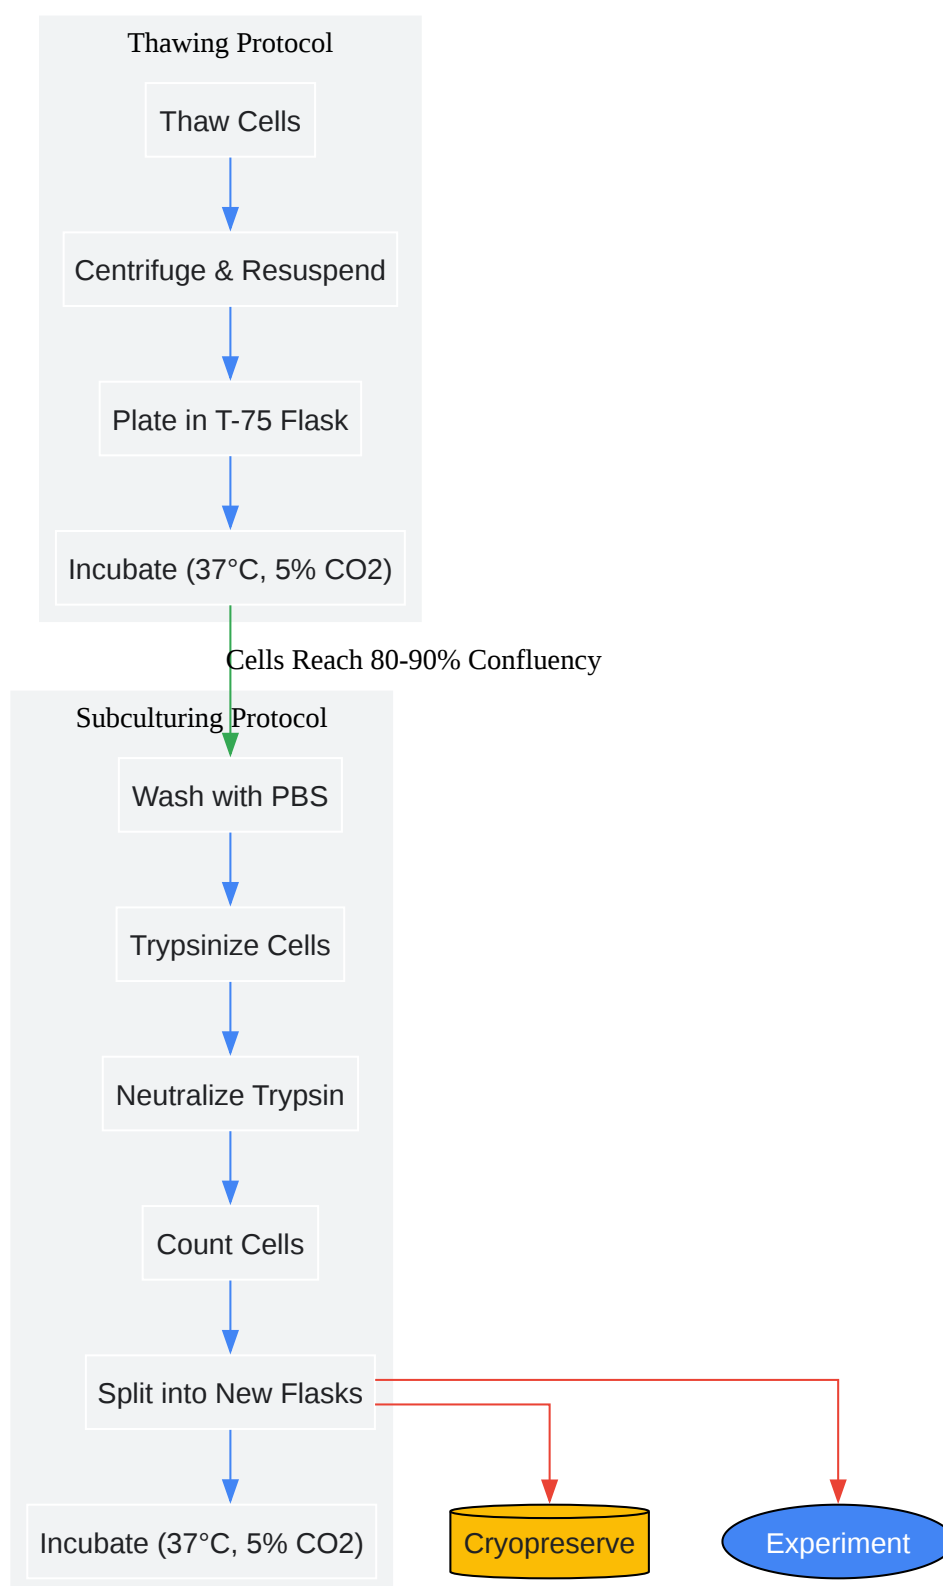 Thawing Protocol
Thaw Cells
Centrifuge & Resuspend
Plate in T-75 Flask
Incubate (37°C, 5% CO2)
Cells Reach 80-90% Confluency
Subculturing Protocol
Wash with PBS
Trypsinize Cells
Neutralize Trypsin
Count Cells
Split into New Flasks
Incubate (37°C, 5% CO2)
Cryopreserve
Experiment